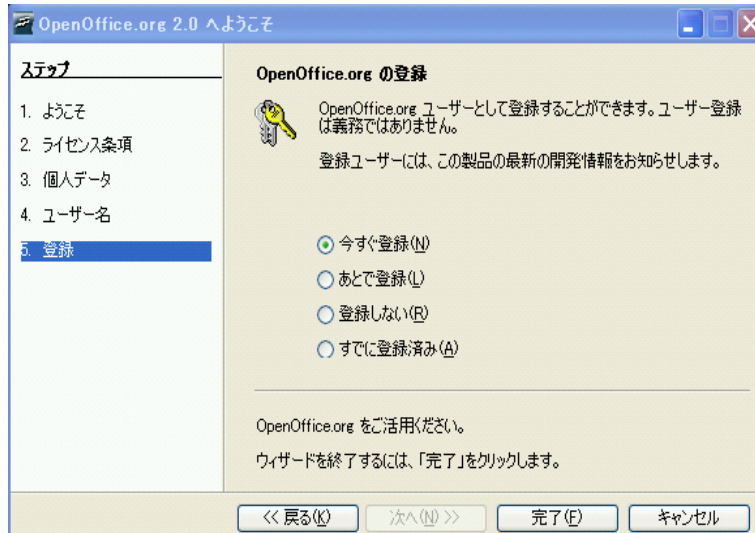 OpenOffice.org 2.0 へようこそ
ステップ
1. ようこそ
2. ライセンス条項
3. 個人データ
4. ユーザー名
5. 登録
OpenOffice.org の登録
OpenOffice.org ユーザーとして登録することができます。ユーザー登録
は義務ではありません。
登録ユーザーには、この製品の最新の開発情報をお知らせします。
今すぐ登録(N)
あとで登録(L)
登録しない(R)
すでに登録済み(A)
OpenOffice.org をご活用ください。
ウィザードを終了するには、「完了」をクリックします。
<< 戻る(K)
次へ(N) >>
完了(F)
キャンセル